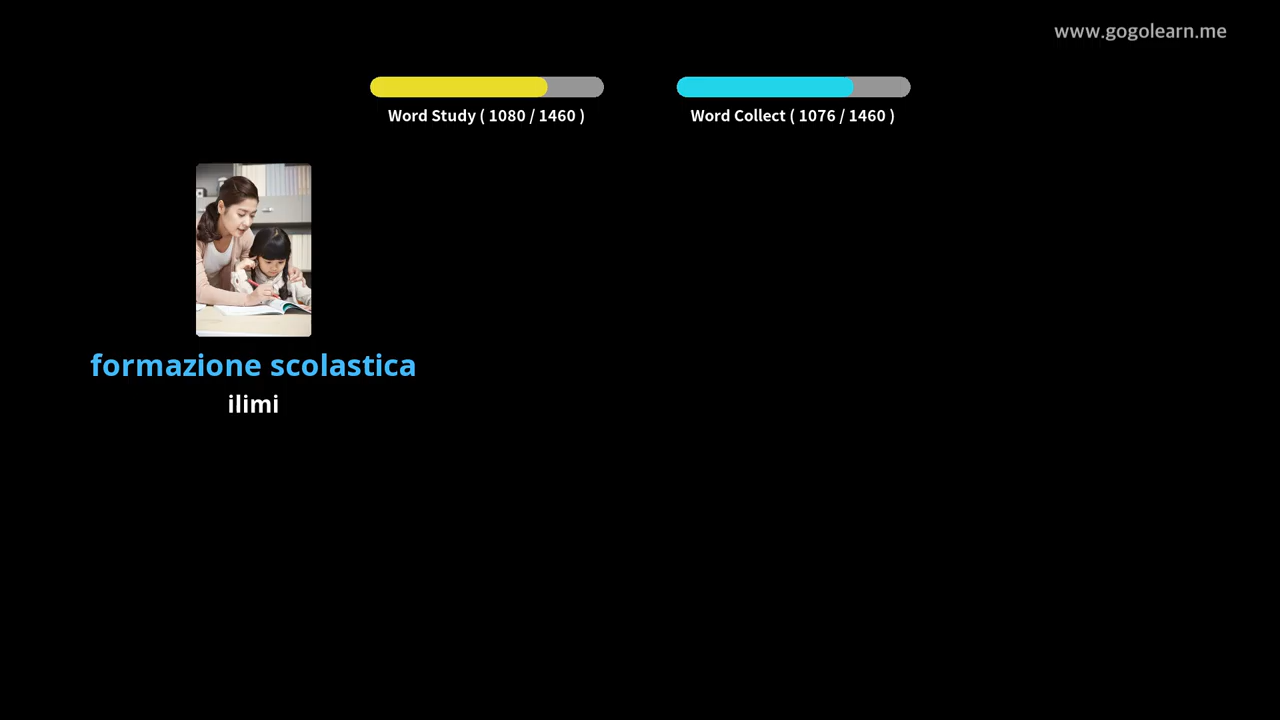 www.gogolearn.me
Word Study ( 1080 / 1460 )
Word Collect ( 1076 / 1460 )
formazione scolastica
ilimi